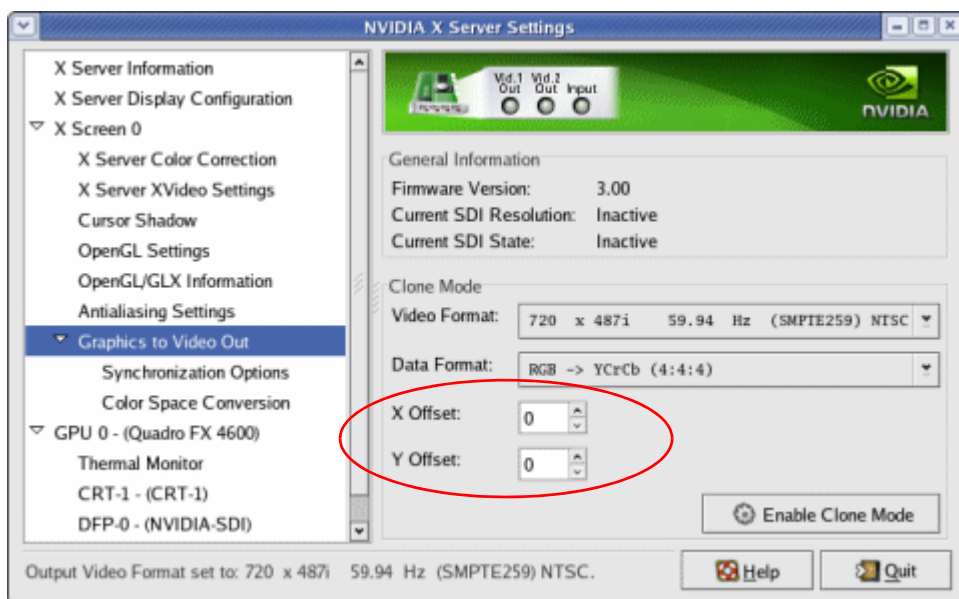 NVIDIA X Server Settings
X Server Information
X Server Display Configuration
X Screen 0
X Server Color Correction
X Server XVideo Settings
Cursor Shadow
OpenGL Settings
OpenGL/GLX Information
Antialiasing Settings
Graphics to Video Out
Synchronization Options
Color Space Conversion
GPU 0 - (Quadro FX 4600)
Thermal Monitor
CRT-1 - (CRT-1)
DFP-0 - (NVIDIA-SDI)
Vid.1 Out
Vid.2 Out
Input
NVIDIA
General Information
Firmware Version: 3.00
Current SDI Resolution: Inactive
Current SDI State: Inactive
Clone Mode
Video Format: 720 x 487i 59.94 Hz (SMPTE259) NTSC
Data Format: RGB -> YCrCb (4:4:4)
X Offset: 0
Y Offset: 0
Enable Clone Mode
Output Video Format set to: 720 x 487i 59.94 Hz (SMPTE259) NTSC.
Help
Quit